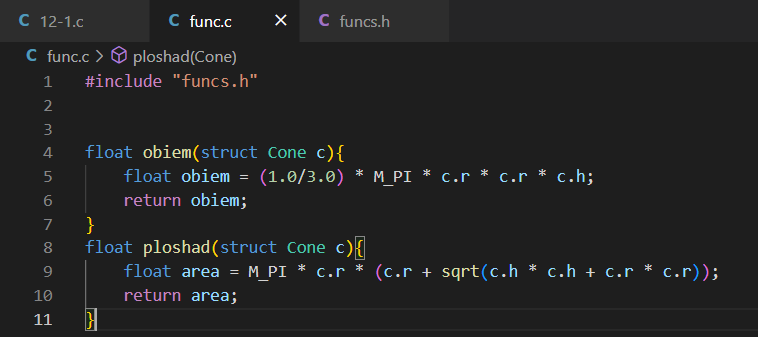 C 12-1.c C func.c × C funcs.h
C func.c > ploshad(Cone)
1 #include "funcs.h"
2
3
4 float obiem(struct Cone c){
5 float obiem = (1.0/3.0) * M_PI * c.r * c.r * c.h;
6 return obiem;
7 }
8 float ploshad(struct Cone c){
9 float area = M_PI * c.r * (c.r + sqrt(c.h * c.h + c.r * c.r));
10 return area;
11 }